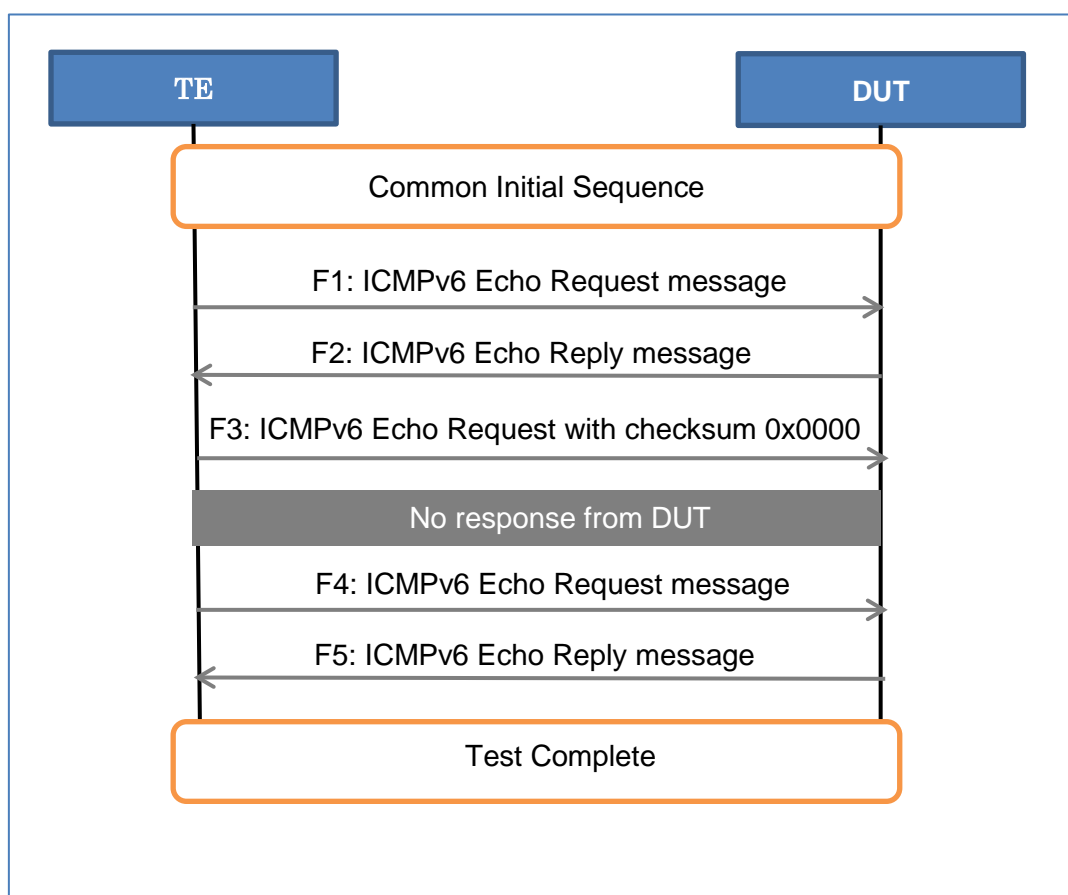 TE
DUT
Common Initial Sequence
F1: ICMPv6 Echo Request message
F2: ICMPv6 Echo Reply message
F3: ICMPv6 Echo Request with checksum 0x0000
No response from DUT
F4: ICMPv6 Echo Request message
F5: ICMPv6 Echo Reply message
Test Complete